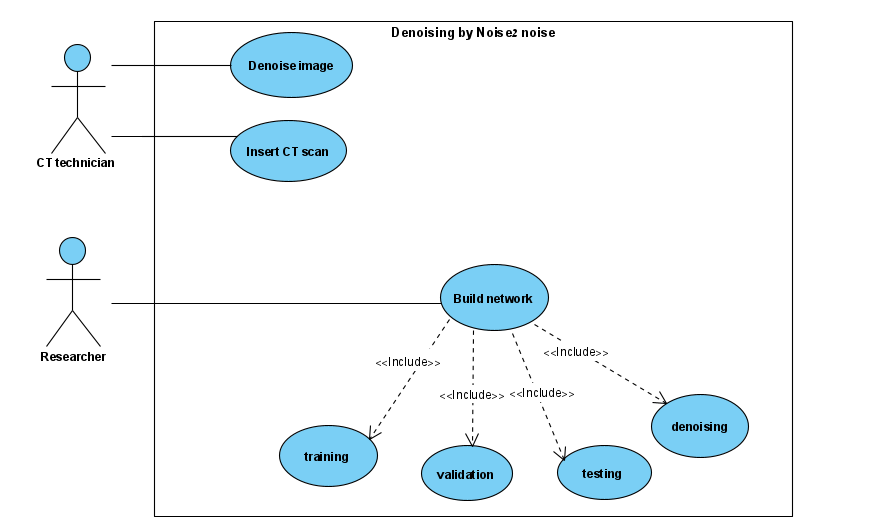 Denoising by Noise2 noise
Denoise image
Insert CT scan
CT technician
Build network
Researcher
<<Include>>
<<Include>>
<<Include>>
<<Include>>
denoising
training
validation
testing